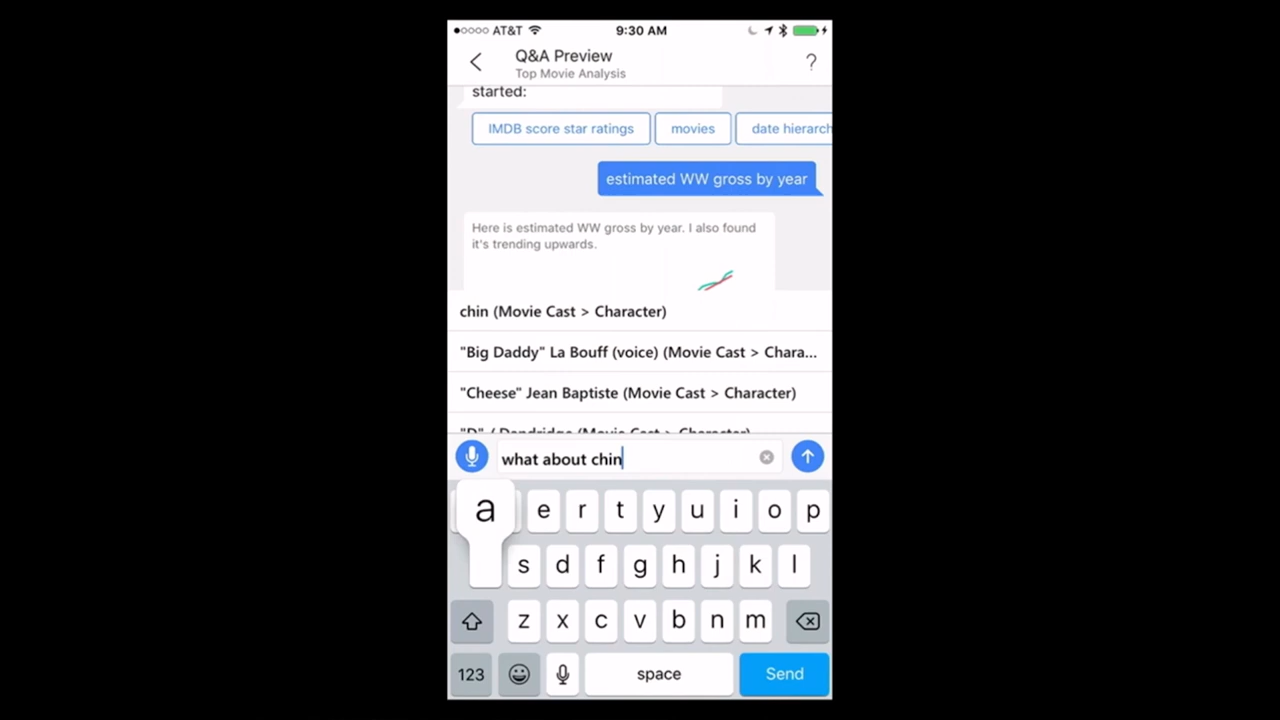 AT&T 9:30 AM
Q&A Preview
?
Top Movie Analysis
started:
IMDB score star ratings movies date hierarch
estimated WW gross by year
Here is estimated WW gross by year. I also found
it's trending upwards.
chin (Movie Cast > Character)
"Big Daddy" La Bouff (voice) (Movie Cast > Chara...
"Cheese" Jean Baptiste (Movie Cast > Character)
"D" / Dandridge (Movie Cast > Character)
what about chin
a e r t y u i o p
s d f g h j k l
z x c v b n m
123 space Send